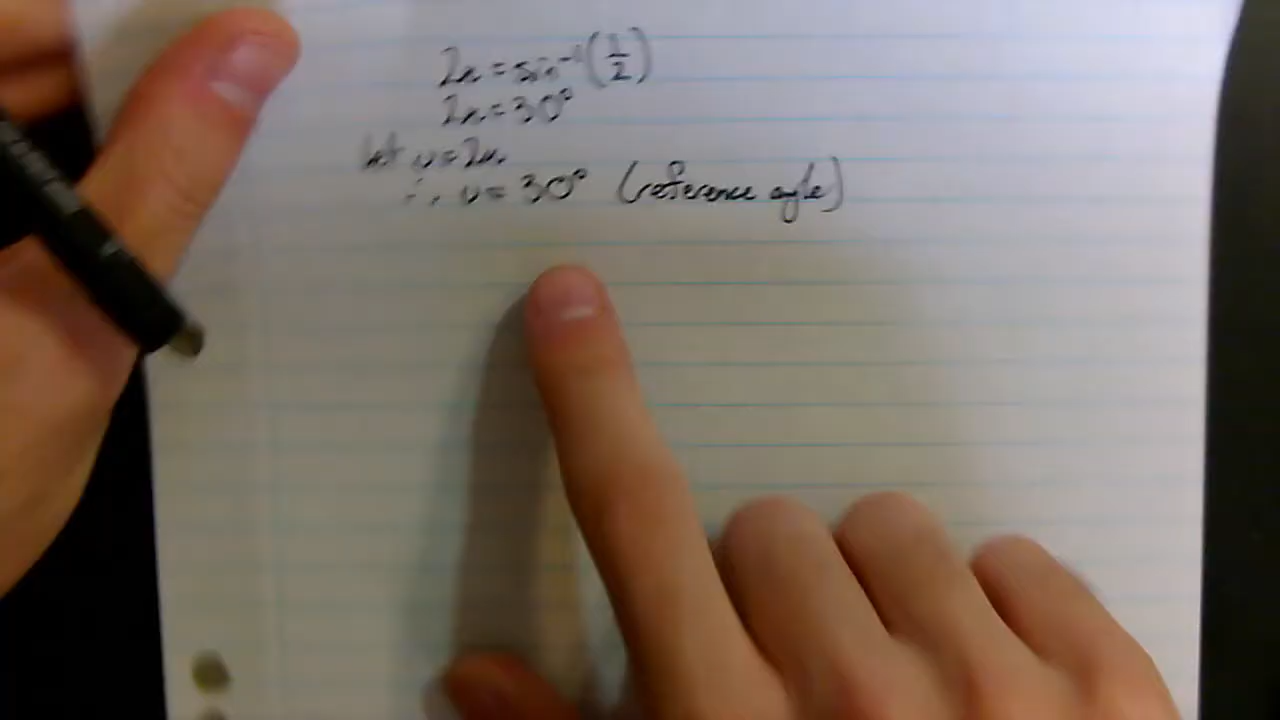 2x = sin⁻¹(1/2)
2x = 30°
let u = 2x
∴ u = 30° (reference angle)